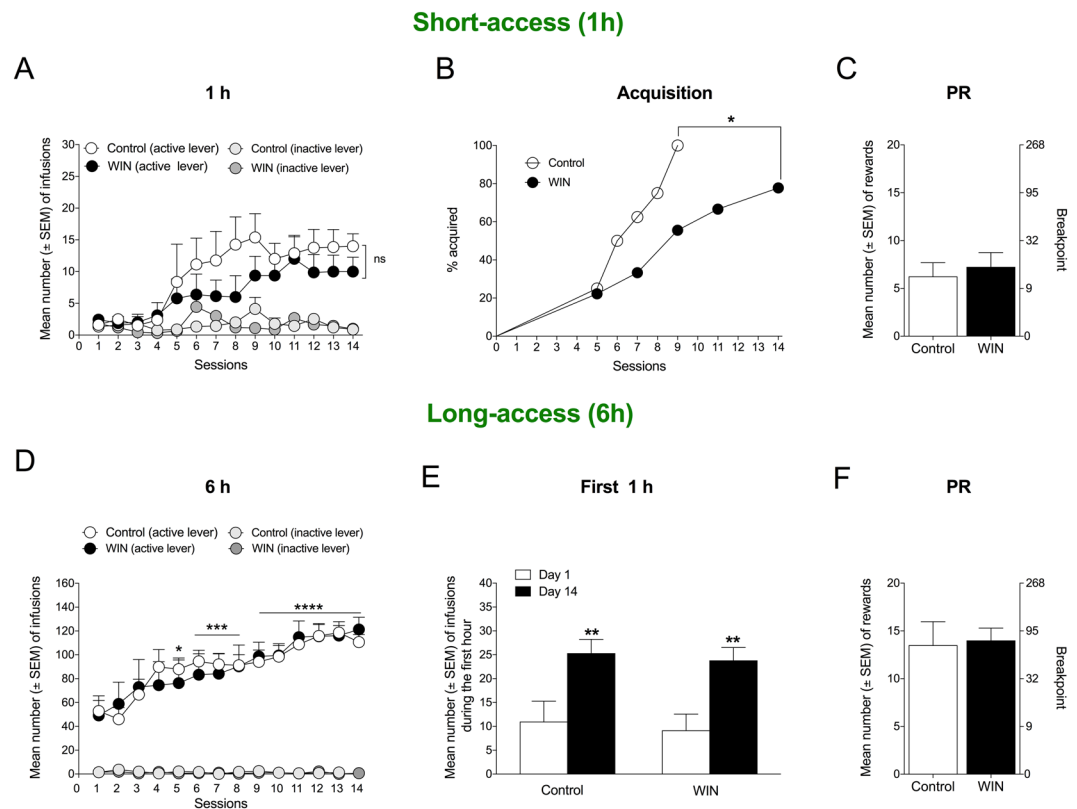 Short-access (1h)
A
1 h
Control (active lever)
Control (inactive lever)
WIN (active lever)
WIN (inactive lever)
Mean number (± SEM) of infusions
30
25
20
15
10
5
0
ns
0 1 2 3 4 5 6 7 8 9 10 11 12 13 14
Sessions
B
Acquisition
*
Control
WIN
% acquired
100
80
60
40
20
0
0 1 2 3 4 5 6 7 8 9 10 11 12 13 14
Sessions
C
PR
Mean number (± SEM) of rewards
20
15
10
5
0
268
95
32
9
0
Breakpoint
Control WIN
Long-access (6h)
D
6 h
Control (active lever)
Control (inactive lever)
WIN (active lever)
WIN (inactive lever)
Mean number (± SEM) of infusions
160
140
120
100
80
60
40
20
0
*
***
****
0 1 2 3 4 5 6 7 8 9 10 11 12 13 14
Sessions
E
First 1 h
Day 1
Day 14
Mean number (± SEM) of infusions
during the first hour
40
35
30
25
20
15
10
5
0
**
**
Control WIN
F
PR
Mean number (± SEM) of rewards
20
15
10
5
0
268
95
32
9
0
Breakpoint
Control WIN